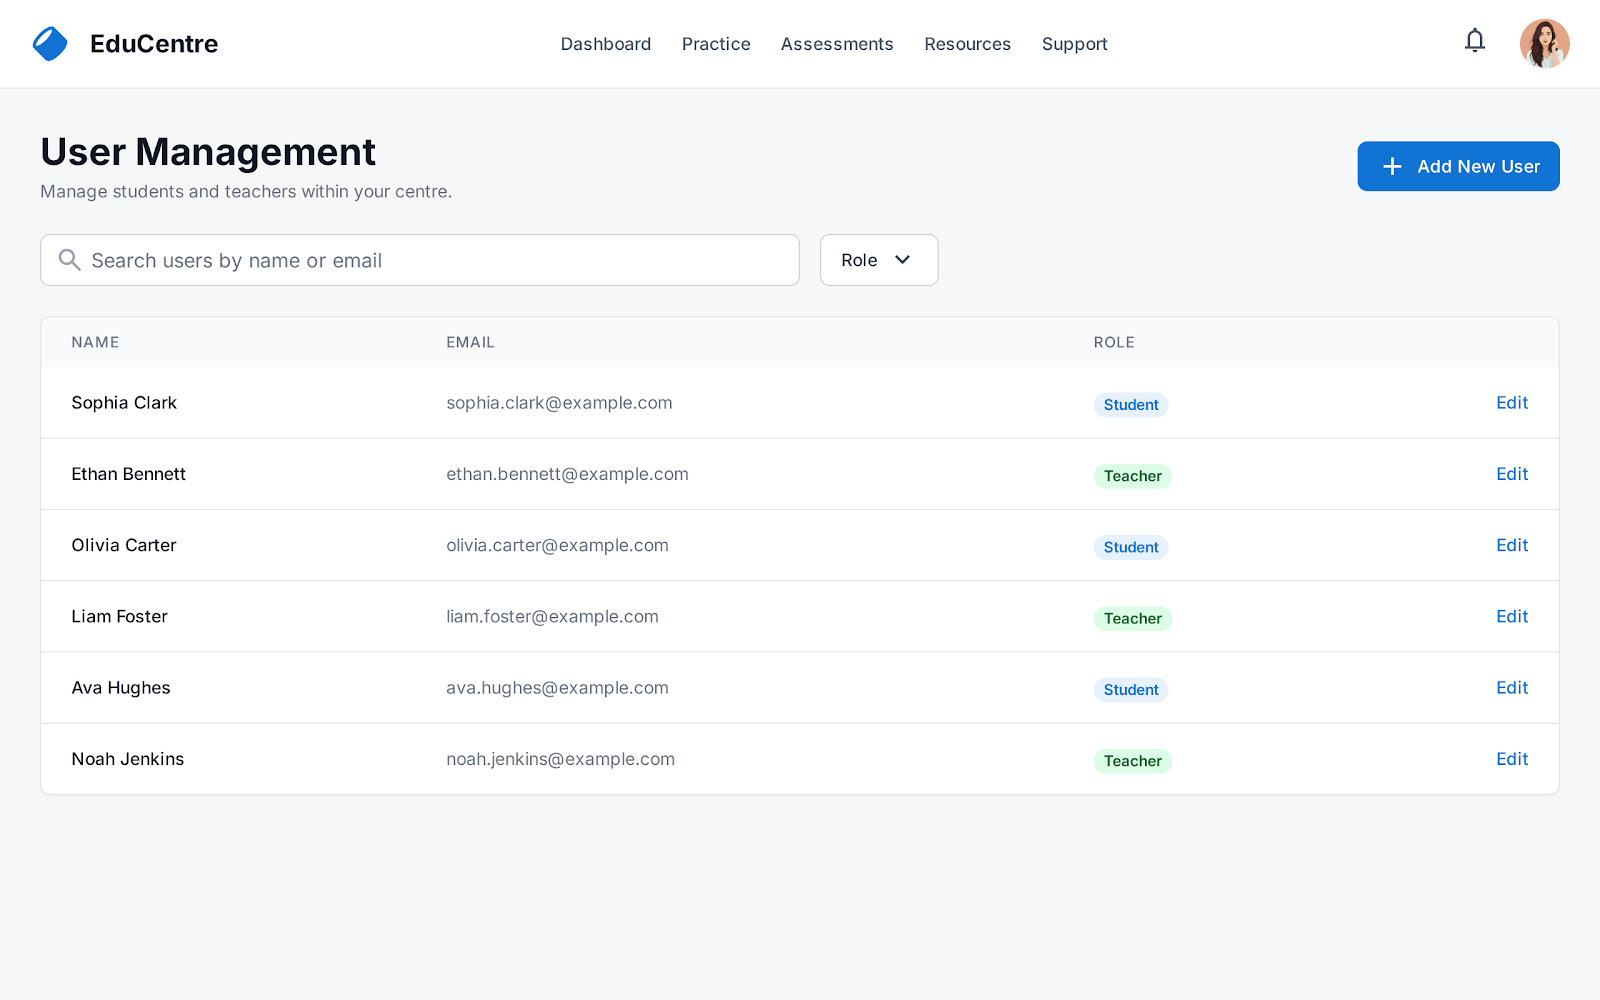 EduCentre
Dashboard Practice Assessments Resources Support
User Management
Manage students and teachers within your centre.
Add New User
Search users by name or email
Role
NAME EMAIL ROLE
Sophia Clark sophia.clark@example.com Student Edit
Ethan Bennett ethan.bennett@example.com Teacher Edit
Olivia Carter olivia.carter@example.com Student Edit
Liam Foster liam.foster@example.com Teacher Edit
Ava Hughes ava.hughes@example.com Student Edit
Noah Jenkins noah.jenkins@example.com Teacher Edit